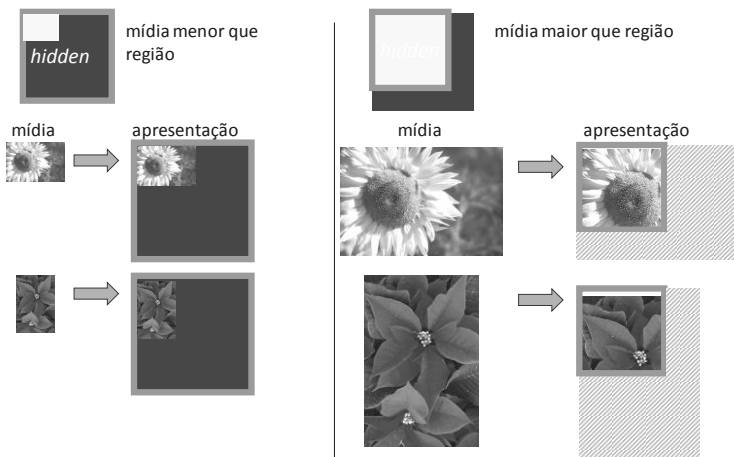 hidden
mídia menor que
região
mídia
apresentação
hidden
mídia maior que região
mídia
apresentação